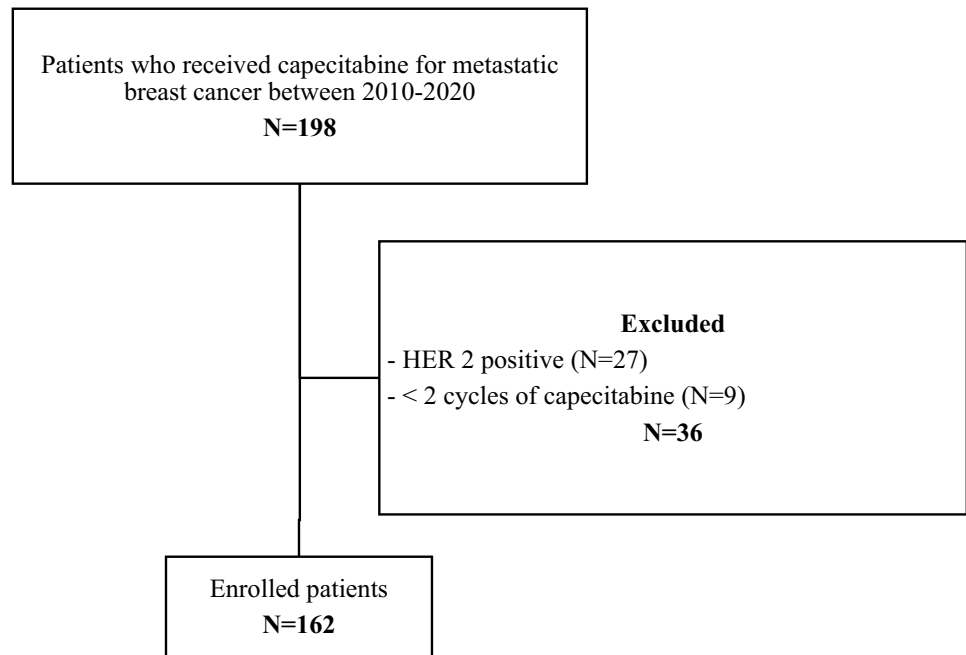 Patients who received capecitabine for metastatic
breast cancer between 2010-2020
N=198
Excluded
- HER 2 positive (N=27)
- < 2 cycles of capecitabine (N=9)
N=36
Enrolled patients
N=162